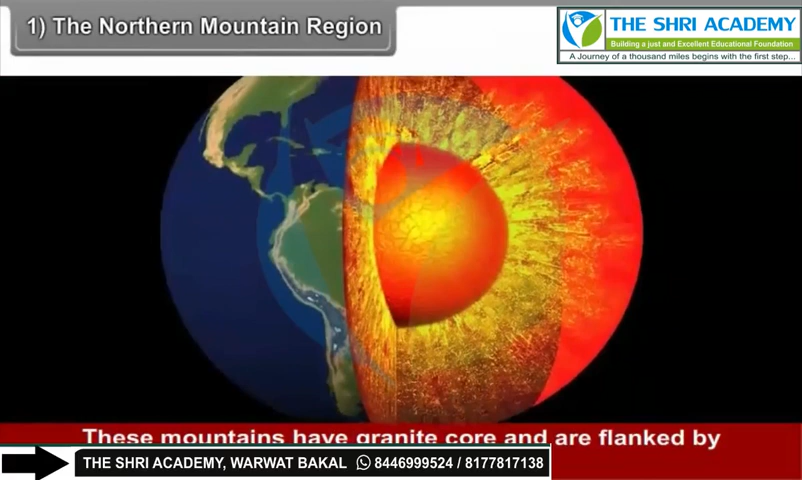 1) The Northern Mountain Region
THE SHRI ACADEMY
Building a just and Excellent Educational Foundation
A Journey of a thousand miles begins with the first step...
These mountains have granite core and are flanked by
THE SHRI ACADEMY, WARWAT BAKAL 8446999524 / 8177817138